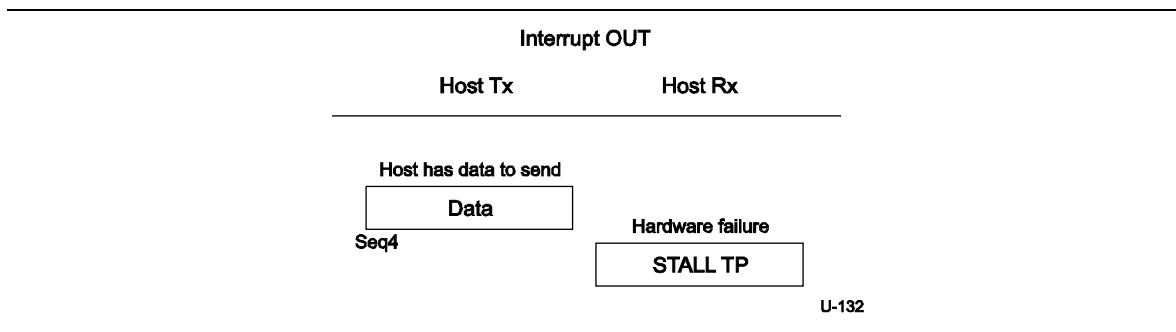 Interrupt OUT
Host Tx Host Rx
Host has data to send
Data
Seq4
Hardware failure
STALL TP
U-132